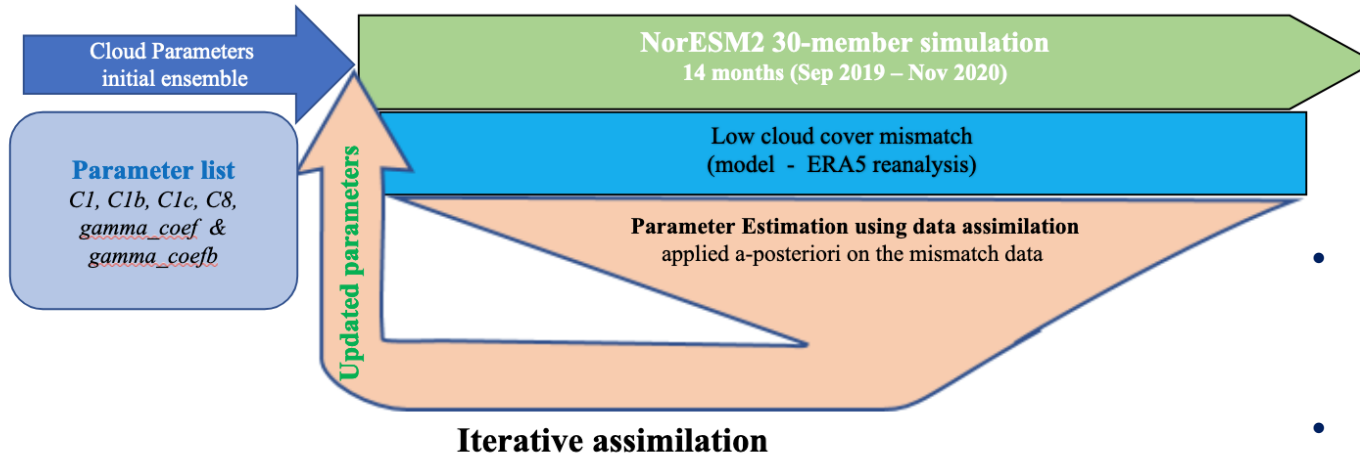 Cloud Parameters
initial ensemble
NorESM2 30-member simulation
14 months (Sep 2019 – Nov 2020)
Parameter list
C1, C1b, C1c, C8,
gamma_coef &
gamma_coefb
Low cloud cover mismatch
(model - ERA5 reanalysis)
Updated parameters
Parameter Estimation using data assimilation
applied a-posteriori on the mismatch data
Iterative assimilation